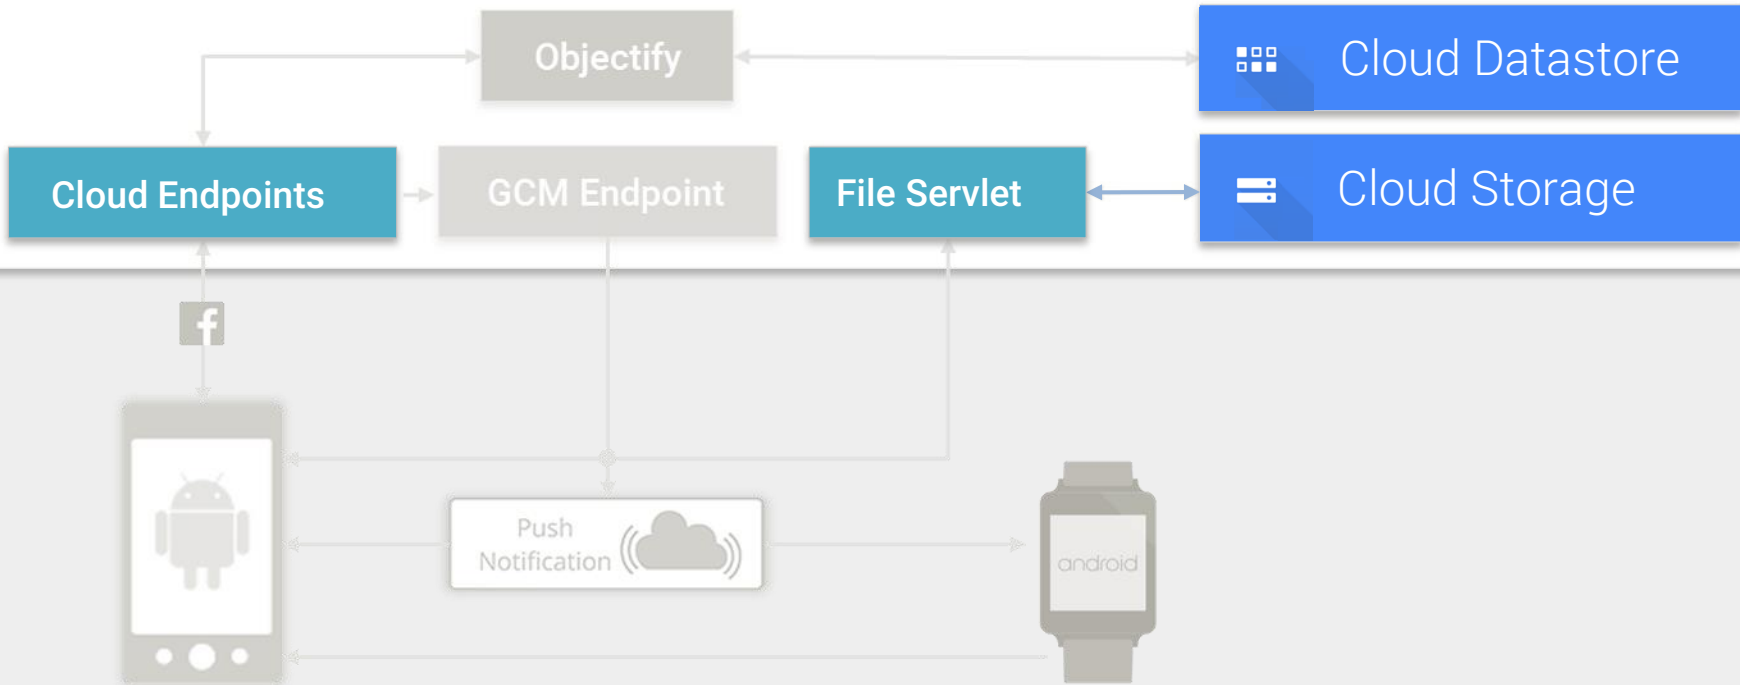 Objectify
Cloud Datastore
Cloud Endpoints
GCM Endpoint
File Servlet
Cloud Storage
f
Push
Notification
android